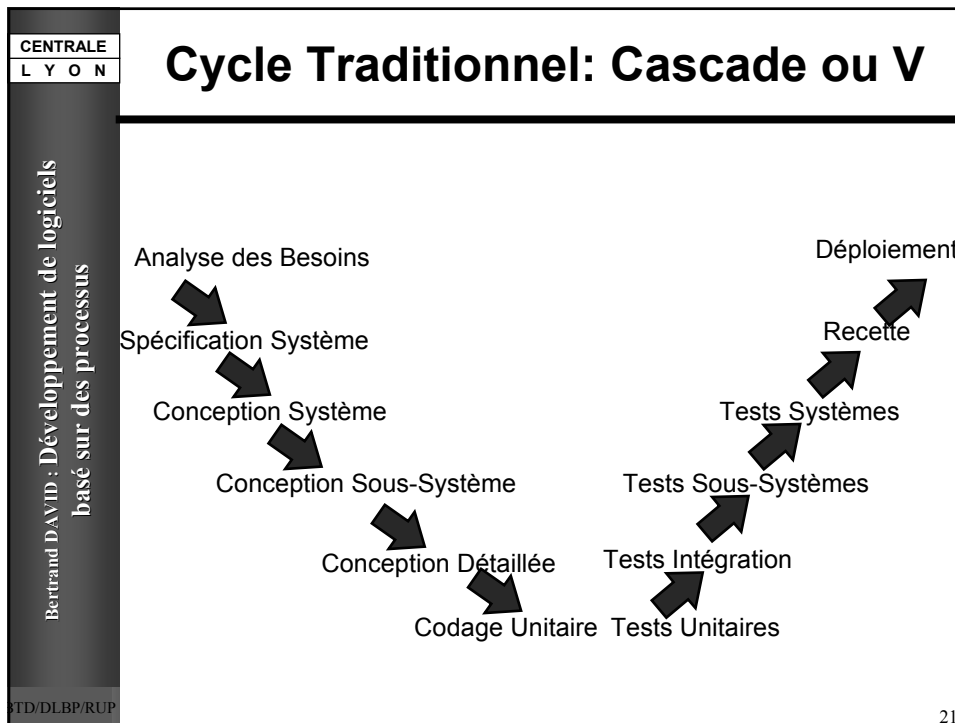 CENTRALE
L Y O N
Cycle Traditionnel: Cascade ou V
Bertrand DAVID : Développement de logiciels
basé sur des processus
Analyse des Besoins
Déploiement
Spécification Système
Recette
Conception Système
Tests Systèmes
Conception Sous-Système
Tests Sous-Systèmes
Conception Détaillée
Tests Intégration
Codage Unitaire
Tests Unitaires
BTD/DLBP/RUP
21